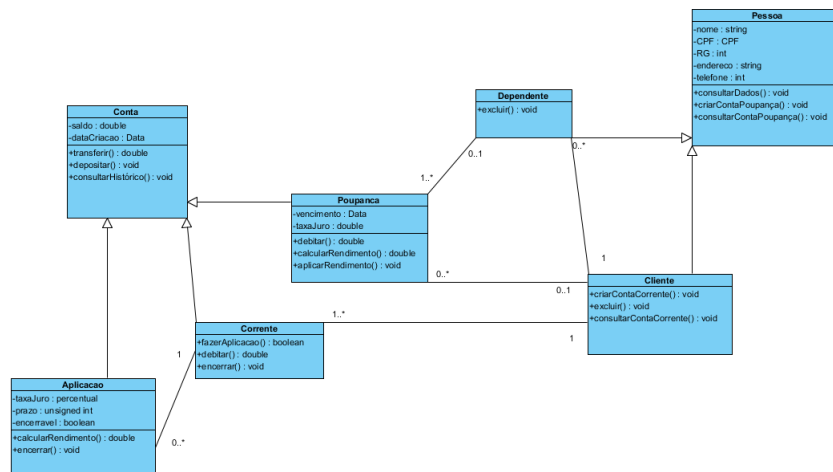 Pessoa
-nome : string
-CPF : CPF
-RG : int
-endereco : string
-telefone : int
+consultarDados() : void
+criarContaPoupança() : void
+consultarContaPoupança() : void
Dependente
+excluir() : void
0..1
0..*
1..*
1
Conta
-saldo : double
-dataCriacao : Data
+transferir() : double
+depositar() : void
+consultarHistórico() : void
Poupanca
-vencimento : Data
-taxaJuro : double
+debitar() : double
+calcularRendimento() : double
+aplicarRendimento() : void
0..*
0..1
Cliente
+criarContaCorrente() : void
+excluir() : void
+consultarContaCorrente() : void
1..*
1
Corrente
+fazerAplicacao() : boolean
+debitar() : double
+encerrar() : void
1
0..*
Aplicacao
-taxaJuro : percentual
-prazo : unsigned int
-encerravel : boolean
+calcularRendimento() : double
+encerrar() : void